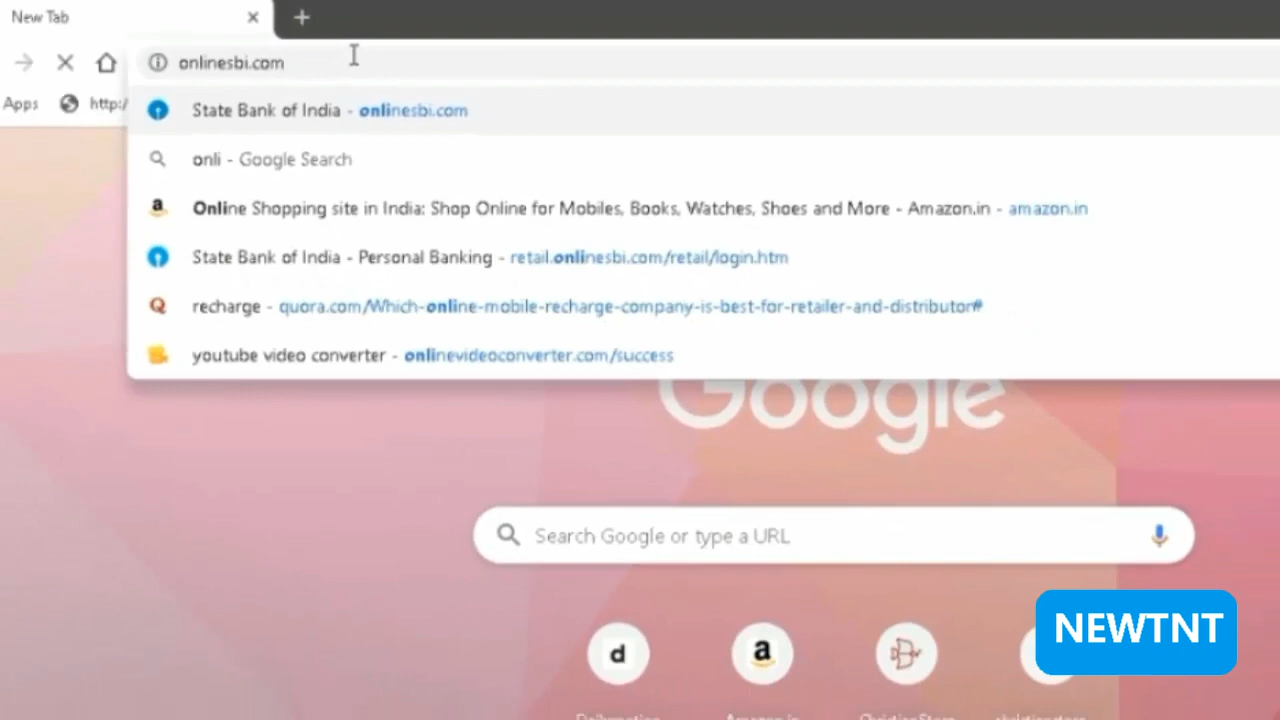 New Tab
onlinesbi.com
Apps
http:/
State Bank of India - onlinesbi.com
onli - Google Search
Online Shopping site in India: Shop Online for Mobiles, Books, Watches, Shoes and More - Amazon.in - amazon.in
State Bank of India - Personal Banking - retail.onlinesbi.com/retail/login.htm
recharge - quora.com/Which-online-mobile-recharge-company-is-best-for-retailer-and-distributor#
youtube video converter - onlinevideoconverter.com/success
Google
Search Google or type a URL
NEWTNT
d
a